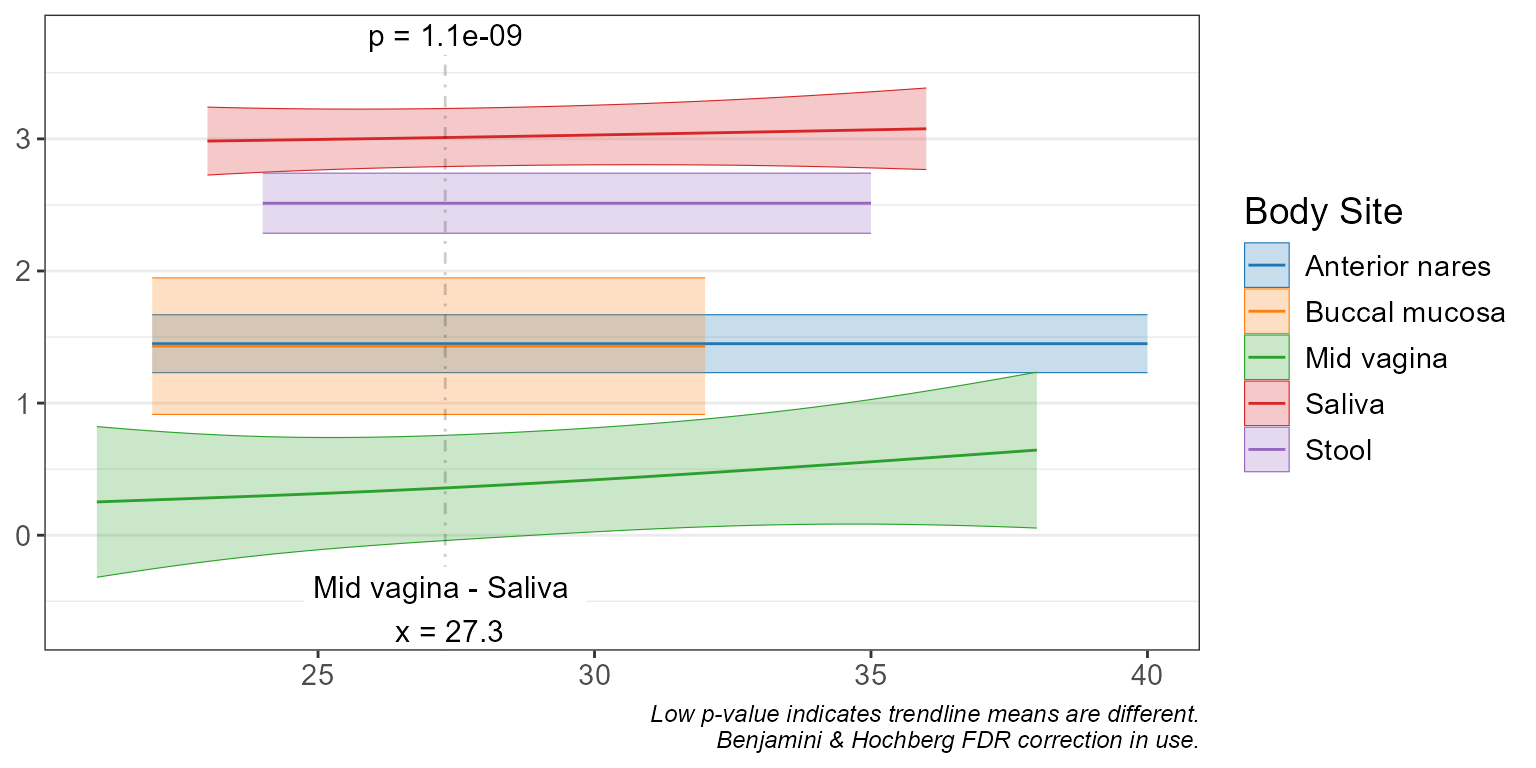 p = 1.1e-09
3
2
1
0
Mid vagina - Saliva
x = 27.3
25 30 35 40
Low p-value indicates trendline means are different.
Benjamini & Hochberg FDR correction in use.
Body Site
Anterior nares
Buccal mucosa
Mid vagina
Saliva
Stool